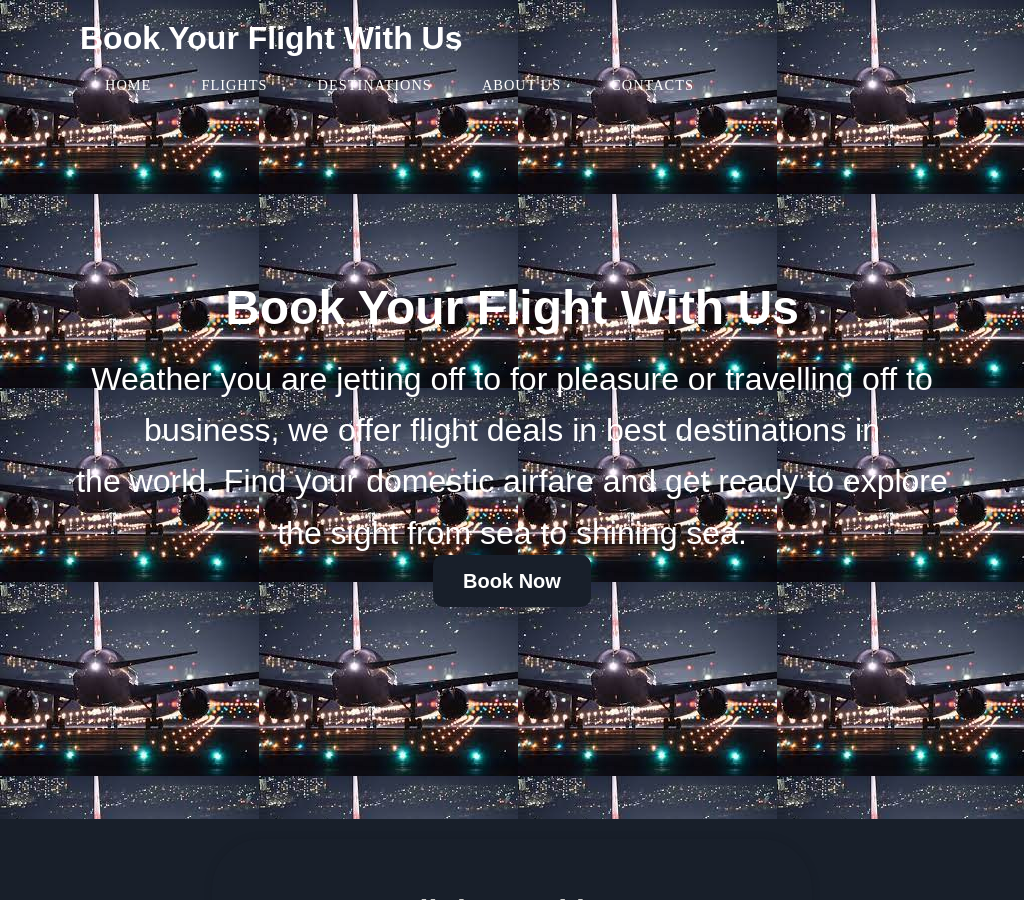 Book Your Flight With Us
HOME FLIGHTS DESTINATIONS ABOUT US CONTACTS
Book Your Flight With Us
Weather you are jetting off to for pleasure or travelling off to
business, we offer flight deals in best destinations in
the world. Find your domestic airfare and get ready to explore
the sight from sea to shining sea.
Book Now